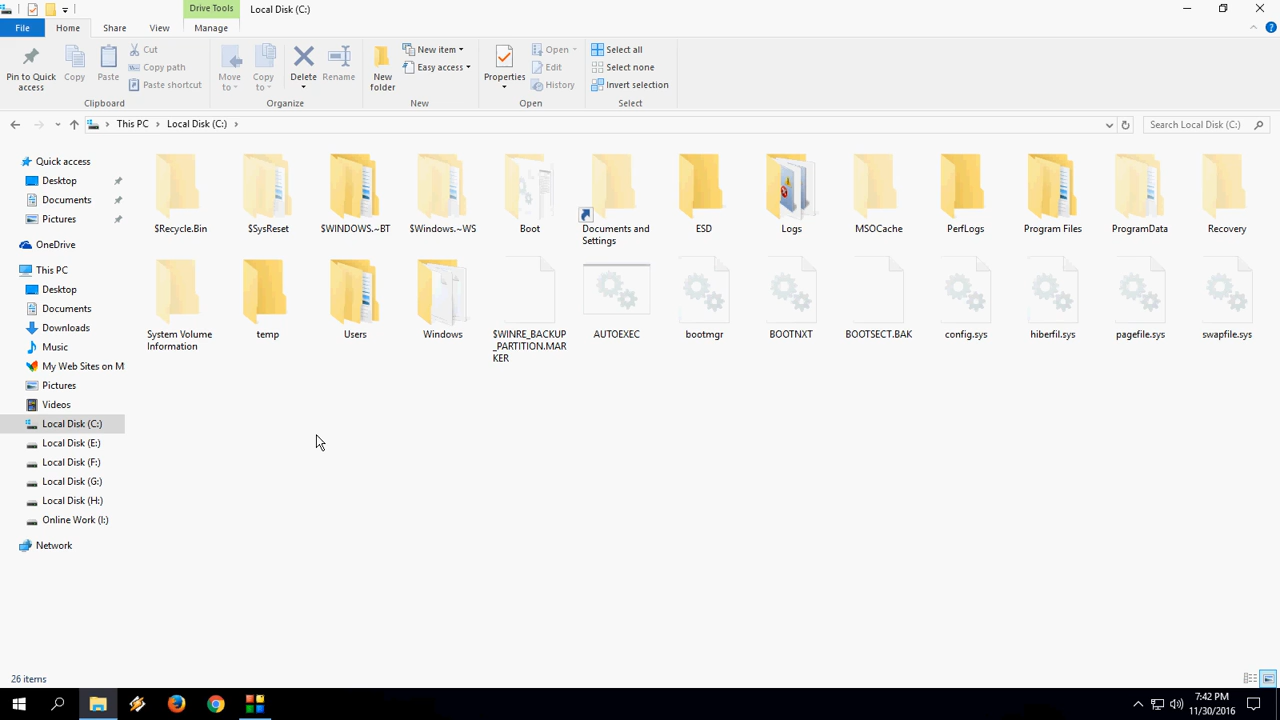 Drive Tools
Local Disk (C:)
File
Home
Share
View
Manage
Pin to Quick
access
Copy
Paste
Cut
Copy path
Paste shortcut
Clipboard
Move
to
Copy
to
Delete
Rename
Organize
New
folder
New item
Easy access
New
Properties
Open
Edit
History
Open
Select all
Select none
Invert selection
Select
This PC
Local Disk (C:)
Search Local Disk (C:)
Quick access
Desktop
Documents
Pictures
OneDrive
This PC
Desktop
Documents
Downloads
Music
My Web Sites on M
Pictures
Videos
Local Disk (C:)
Local Disk (E:)
Local Disk (F:)
Local Disk (G:)
Local Disk (H:)
Online Work (I:)
Network
$Recycle.Bin
$SysReset
$WINDOWS.~BT
$Windows.~WS
Boot
Documents and
Settings
ESD
Logs
MSOCache
PerfLogs
Program Files
ProgramData
Recovery
System Volume
Information
temp
Users
Windows
$WINRE_BACKUP
_PARTITION.MAR
KER
AUTOEXEC
bootmgr
BOOTNXT
BOOTSECT.BAK
config.sys
hiberfil.sys
pagefile.sys
swapfile.sys
26 items
7:42 PM
11/30/2016